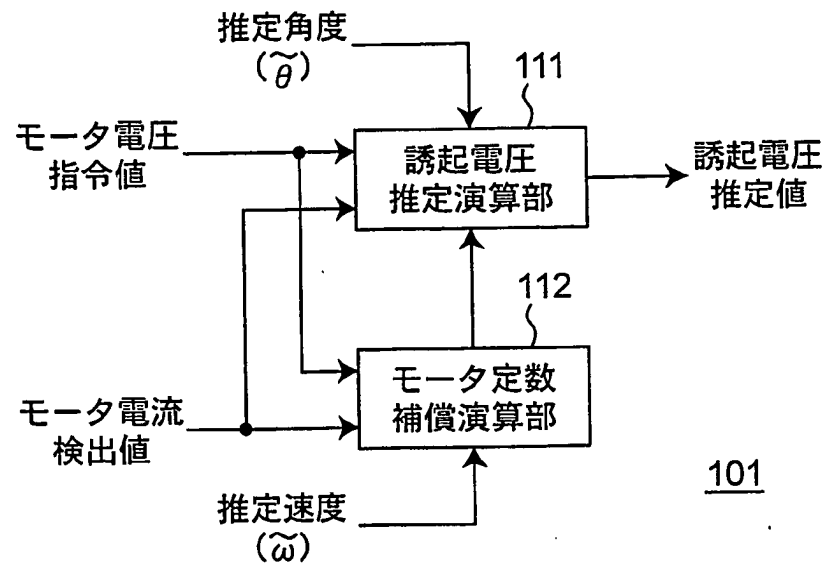 推定角度
(θ̃)
111
モータ電圧
指令値
誘起電圧
推定演算部
誘起電圧
推定値
112
モータ定数
補償演算部
モータ電流
検出値
101
推定速度
(ω̃)